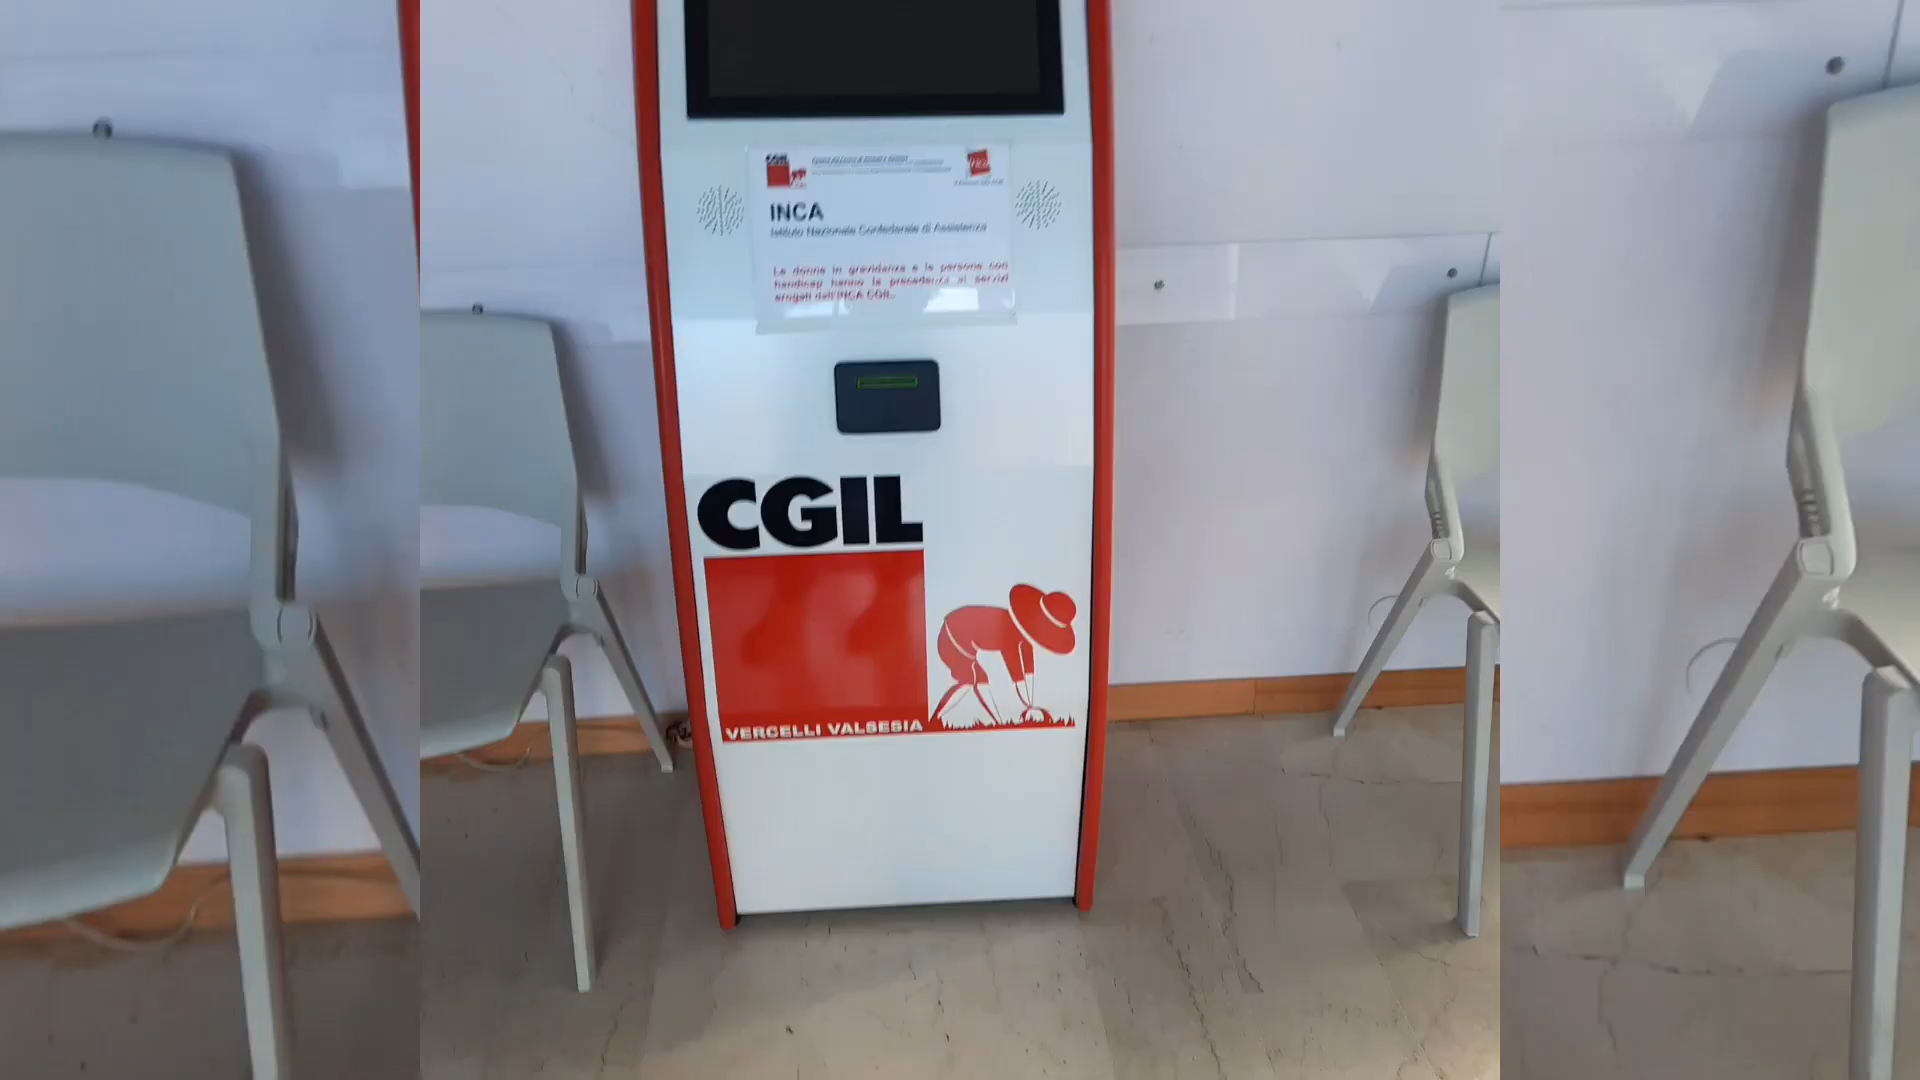 CGIL
INCA
Istituto Nazionale Confederale di Assistenza
Le donne in gravidanza e le persone con
handicap hanno la precedenza ai servizi
erogati dall'INCA CGIL.
CGIL
VERCELLI VALSESIA